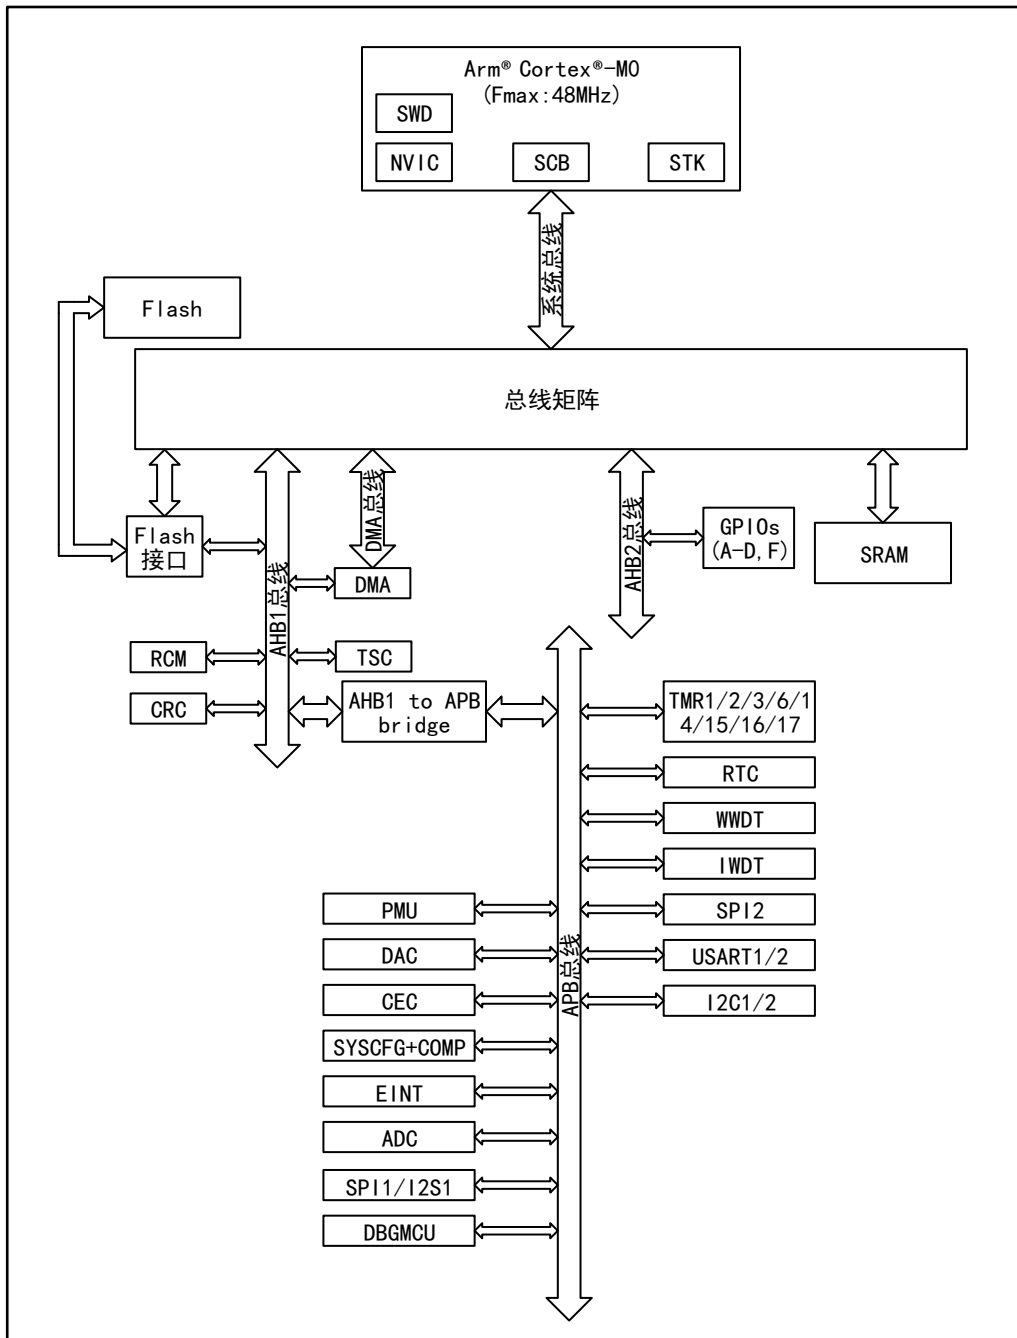 Arm® Cortex®-M0
(Fmax:48MHz)
SWD
NVIC
SCB
STK
系统总线
Flash
总线矩阵
Flash
接口
AHB1总线
DMA总线
DMA
AHB2总线
GPIOs
(A-D,F)
SRAM
RCM
TSC
CRC
AHB1 to APB
bridge
TMR1/2/3/6/1
4/15/16/17
RTC
WWDT
IWDT
PMU
SPI2
DAC
APB总线
USART1/2
CEC
I2C1/2
SYSCFG+COMP
EINT
ADC
SPI1/I2S1
DBGMCU